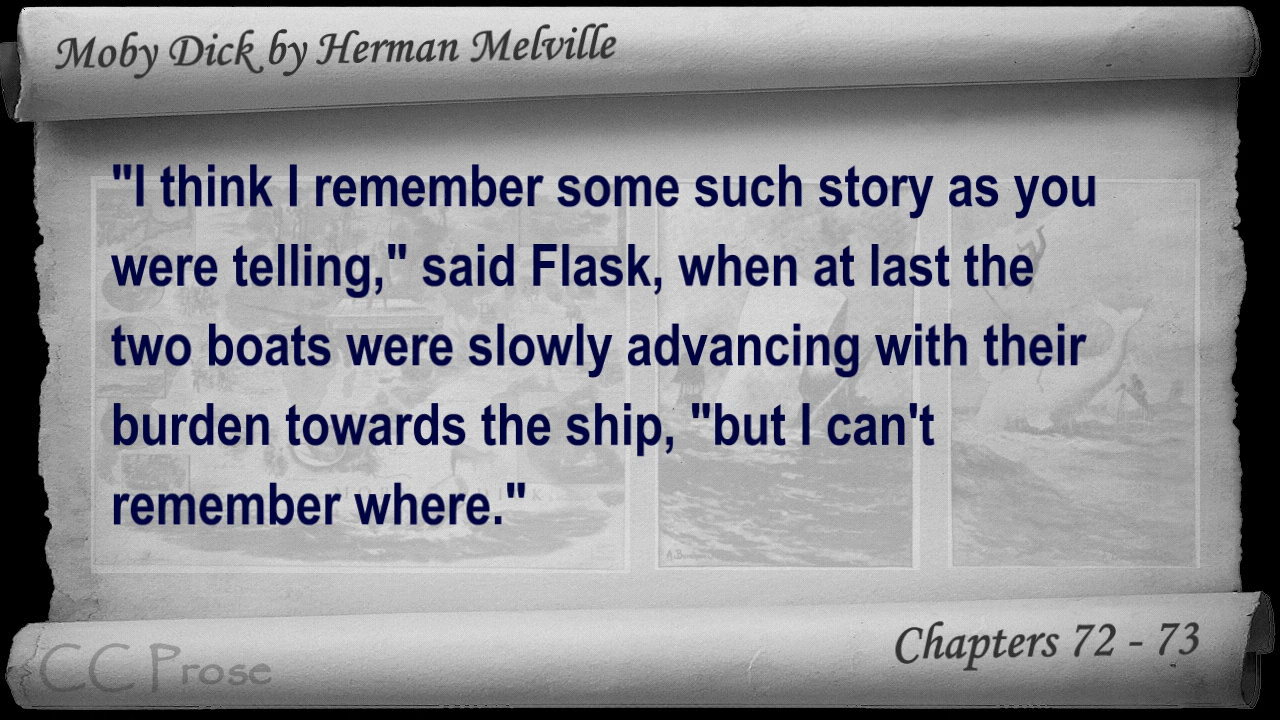 Moby Dick by Herman Melville
"I think I remember some such story as you
were telling," said Flask, when at last the
two boats were slowly advancing with their
burden towards the ship, "but I can't
remember where."
Chapters 72 - 73
CC Prose